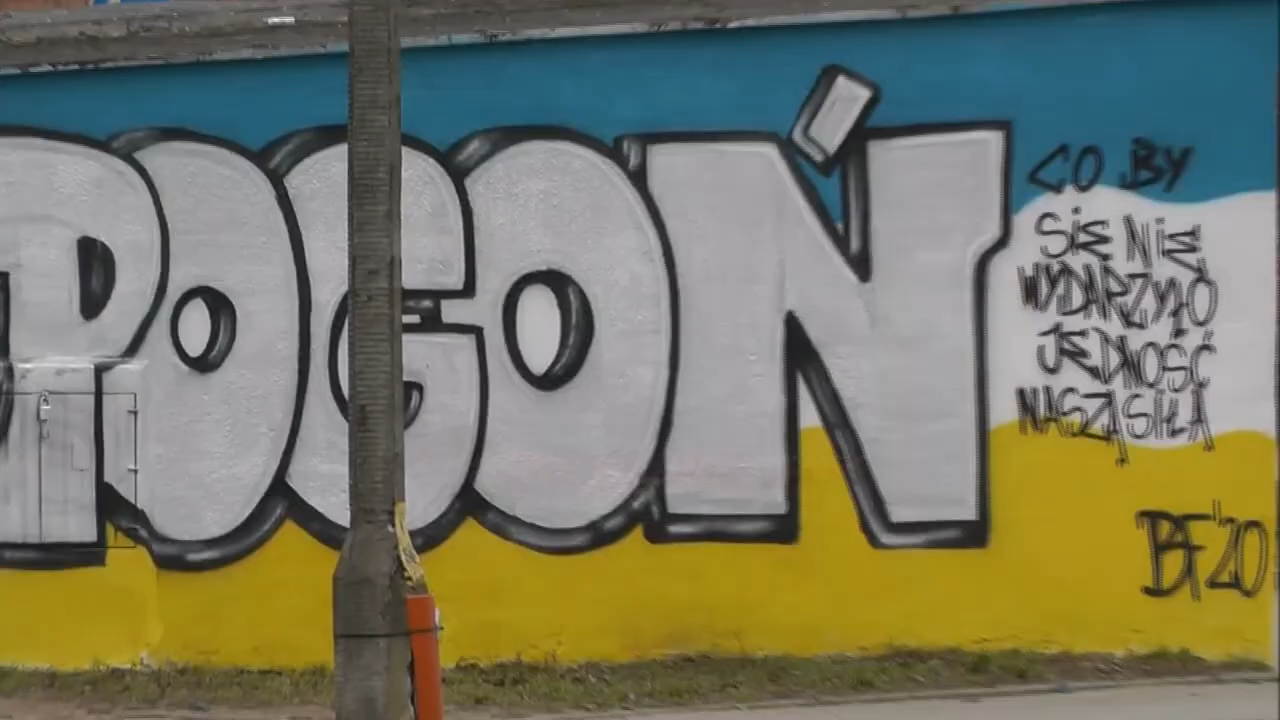 POGOŃ
CO BY
SIĘ NIE
WYDARZYŁO
JEDNOŚĆ
NASZĄ SIŁĄ
BF'20